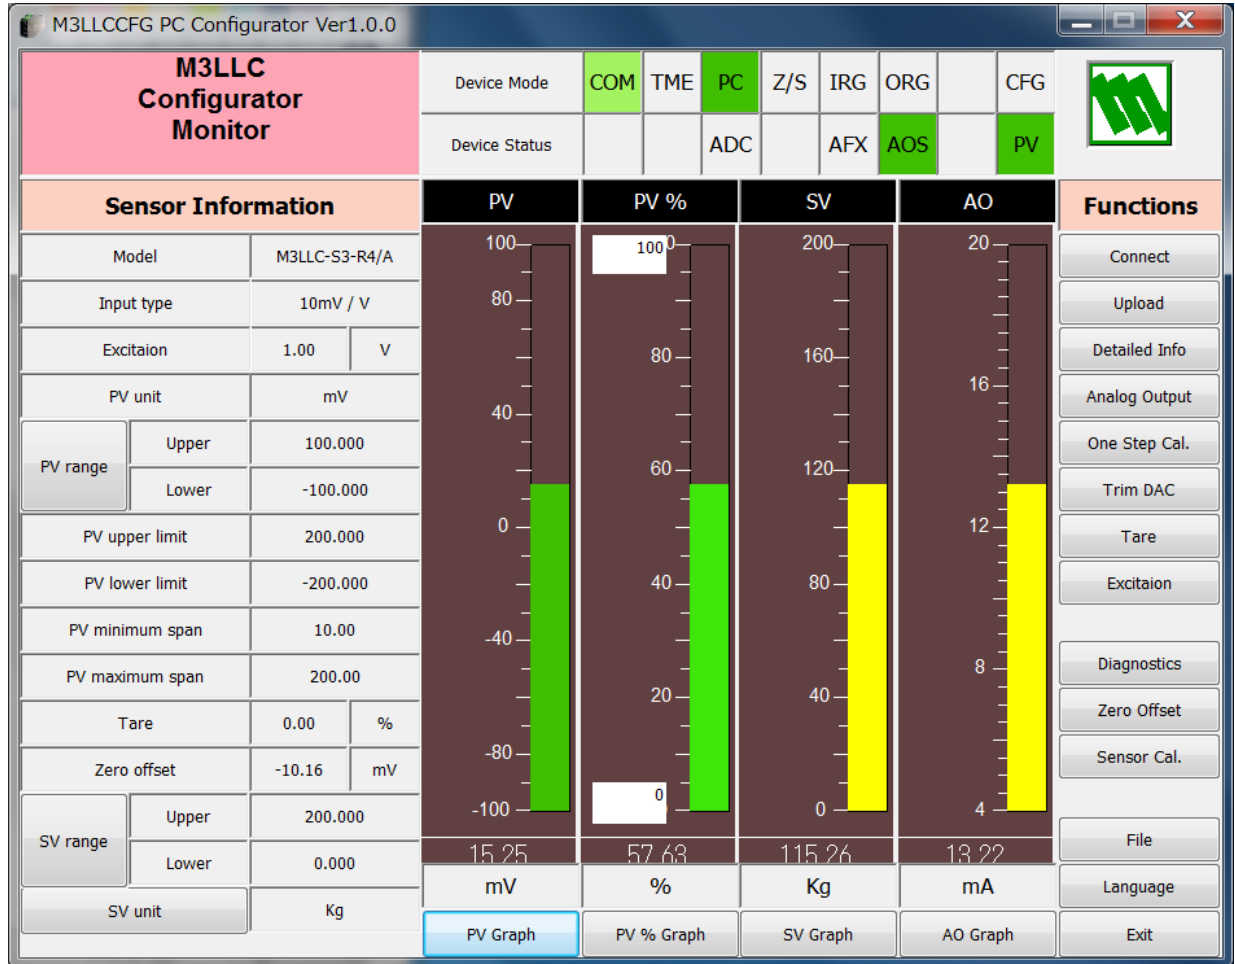 M3LLCCFG PC Configurator Ver1.0.0
M3LLC
Configurator
Monitor
Device Mode COM TME PC Z/S IRG ORG CFG
Device Status ADC AFX AOS PV
Sensor Information PV PV % SV AO Functions
Model M3LLC-S3-R4/A
Input type 10mV / V
Excitaion 1.00 V
PV unit mV
PV range
Upper 100.000
Lower -100.000
PV upper limit 200.000
PV lower limit -200.000
PV minimum span 10.00
PV maximum span 200.00
Tare 0.00 %
Zero offset -10.16 mV
SV range
Upper 200.000
Lower 0.000
SV unit Kg
100
80
40
0
-40
-80
-100
15.25
mV
PV Graph
100 0
80
60
40
20
0
57.63
%
PV % Graph
200
160
120
80
40
0
115.26
Kg
SV Graph
20
16
12
8
4
13.22
mA
AO Graph
Connect
Upload
Detailed Info
Analog Output
One Step Cal.
Trim DAC
Tare
Excitaion
Diagnostics
Zero Offset
Sensor Cal.
File
Language
Exit